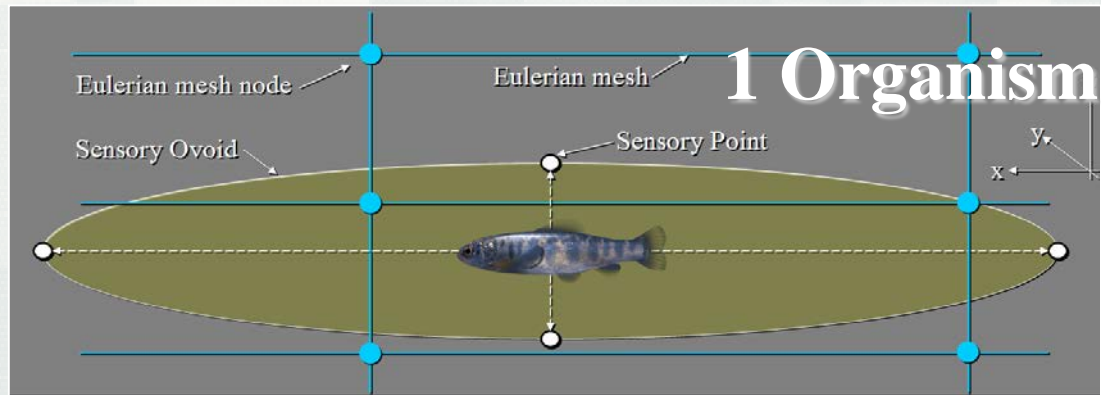 1 Organism
Eulerian mesh node
Eulerian mesh
Sensory Ovoid
Sensory Point
y
x